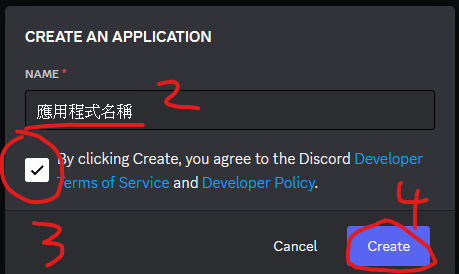 CREATE AN APPLICATION
NAME *
2
應用程式名稱
By clicking Create, you agree to the Discord Developer
Terms of Service and Developer Policy.
3
4
Cancel
Create